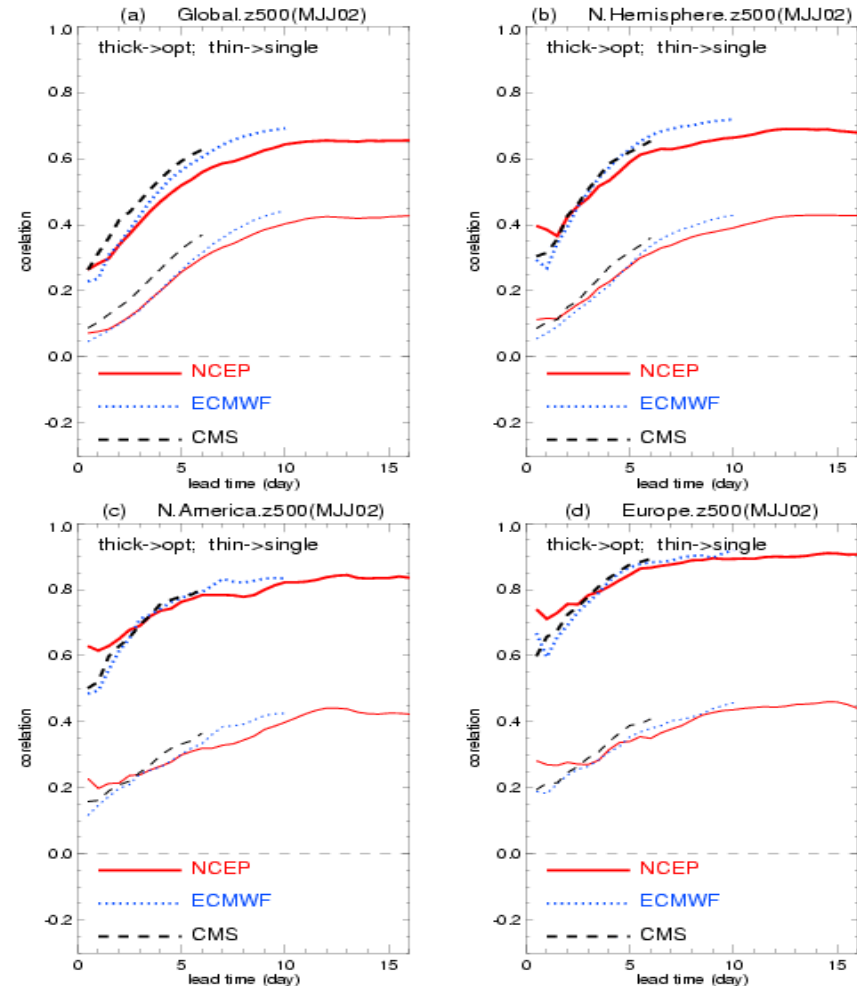 (a) Global.z500(MJJ02)
thick->opt; thin->single
1.0
0.8
0.6
0.4
0.2
0.0
-0.2
corelation
NCEP
ECMWF
CMS
0 5 10 15
lead time (day)
(b) N.Hemisphere.z500(MJJ02)
thick->opt; thin->single
1.0
0.8
0.6
0.4
0.2
0.0
-0.2
corelation
NCEP
ECMWF
CMS
0 5 10 15
lead time (day)
(c) N.America.z500(MJJ02)
thick->opt; thin->single
1.0
0.8
0.6
0.4
0.2
0.0
-0.2
corelation
NCEP
ECMWF
CMS
0 5 10 15
lead time (day)
(d) Europe.z500(MJJ02)
thick->opt; thin->single
1.0
0.8
0.6
0.4
0.2
0.0
-0.2
corelation
NCEP
ECMWF
CMS
0 5 10 15
lead time (day)